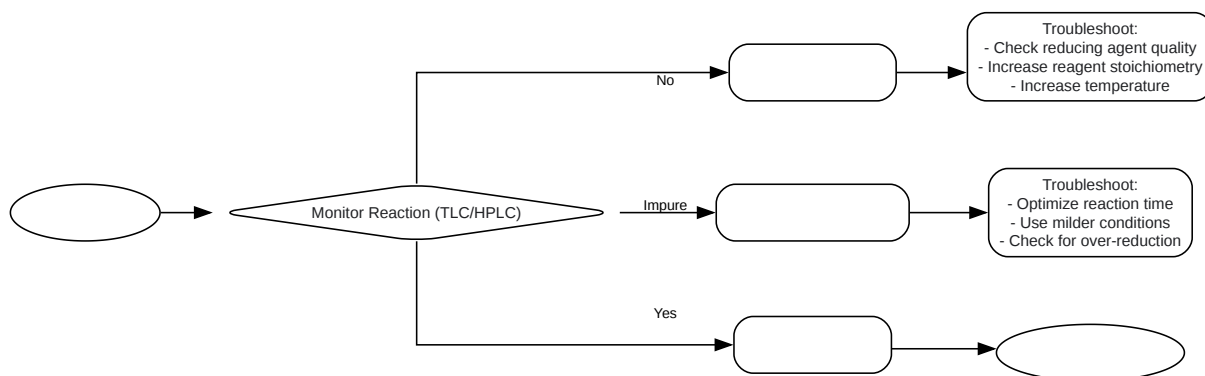 Troubleshoot:
- Check reducing agent quality
- Increase reagent stoichiometry
- Increase temperature
No
Monitor Reaction (TLC/HPLC)
Impure
Troubleshoot:
- Optimize reaction time
- Use milder conditions
- Check for over-reduction
Yes